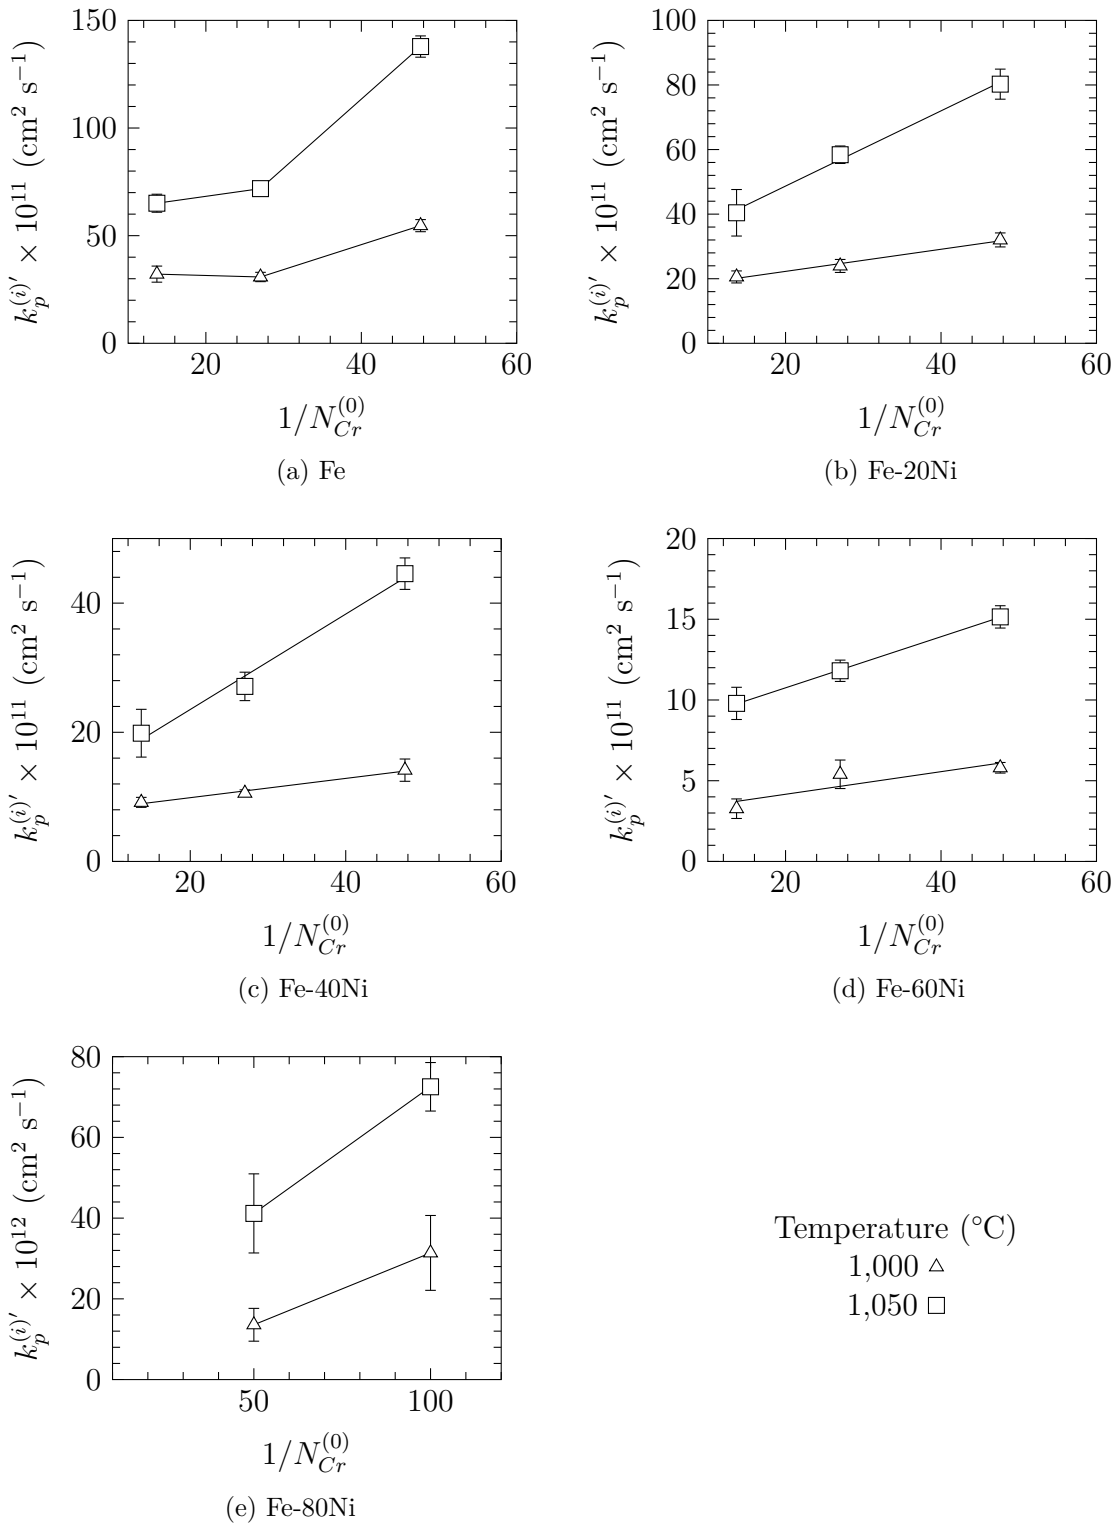 150
100
50
0
20 40 60
k_p^{(i)′} × 10^{11} (cm^2 s^{−1})
1/N_{Cr}^{(0)}
(a) Fe
100
80
60
40
20
0
20 40 60
k_p^{(i)′} × 10^{11} (cm^2 s^{−1})
1/N_{Cr}^{(0)}
(b) Fe-20Ni
40
20
0
20 40 60
k_p^{(i)′} × 10^{11} (cm^2 s^{−1})
1/N_{Cr}^{(0)}
(c) Fe-40Ni
20
15
10
5
0
20 40 60
k_p^{(i)′} × 10^{11} (cm^2 s^{−1})
1/N_{Cr}^{(0)}
(d) Fe-60Ni
80
60
40
20
0
50 100
k_p^{(i)′} × 10^{12} (cm^2 s^{−1})
1/N_{Cr}^{(0)}
(e) Fe-80Ni
Temperature (°C)
1,000
1,050